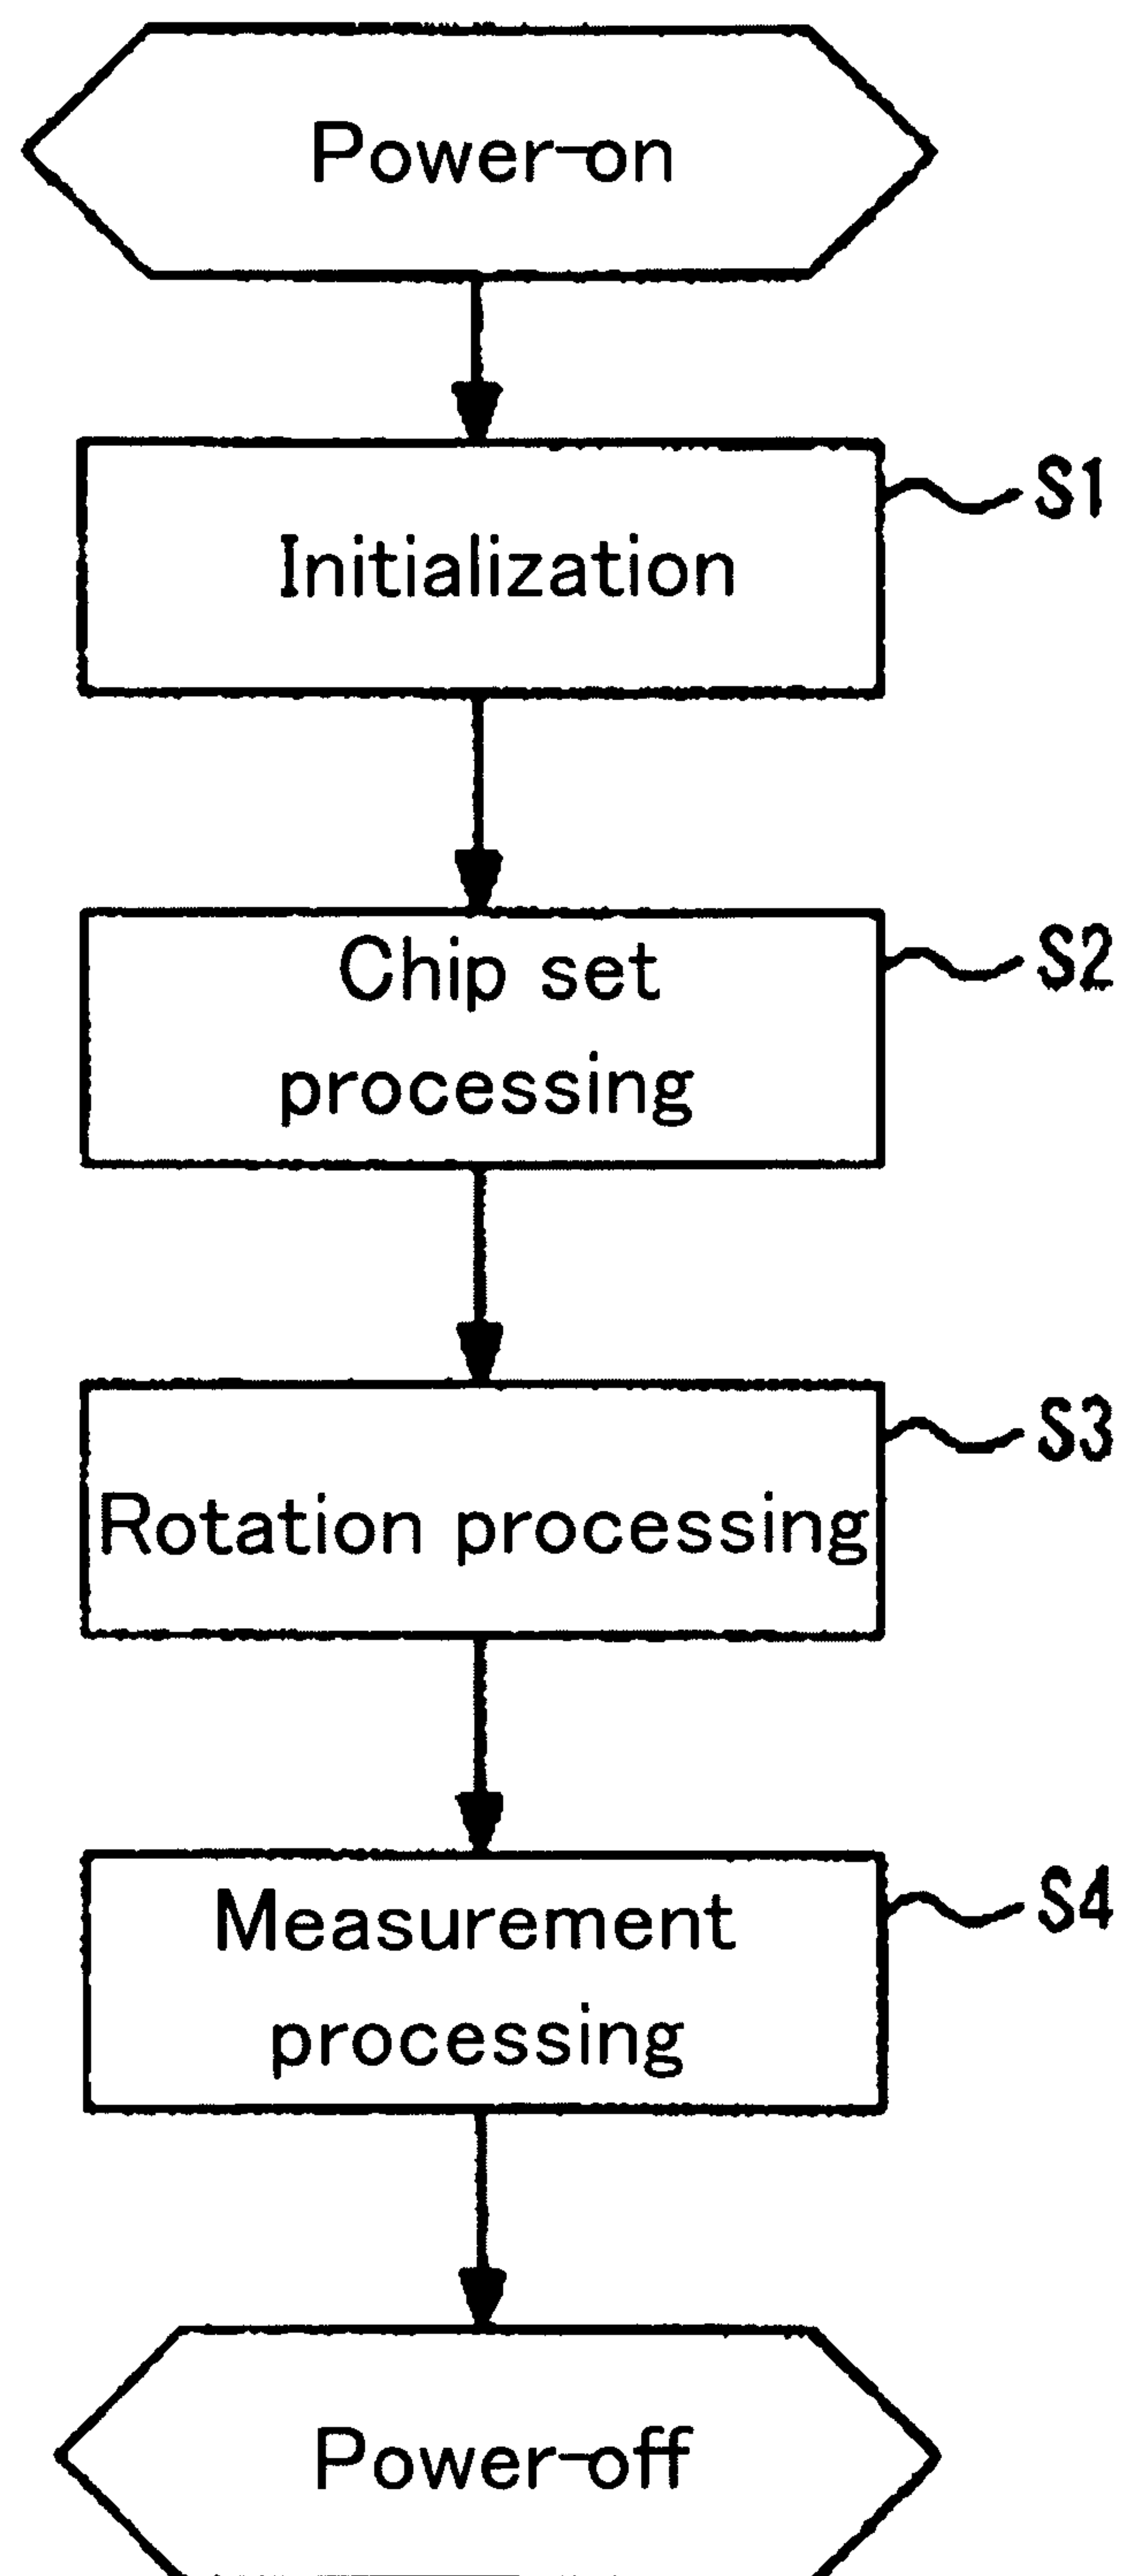 Power-on
Initialization
S1
Chip set
processing
S2
Rotation processing
S3
Measurement
processing
S4
Power-off